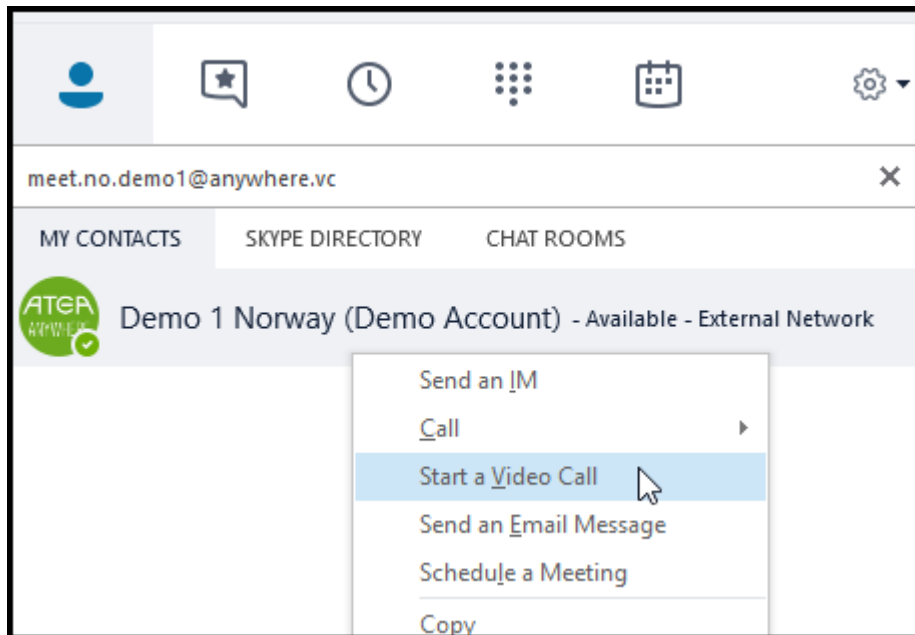 meet.no.demo1@anywhere.vc
MY CONTACTS SKYPE DIRECTORY CHAT ROOMS
ATEA
ANYWHERE
Demo 1 Norway (Demo Account) - Available - External Network
Send an IM
Call
Start a Video Call
Send an Email Message
Schedule a Meeting
Copy